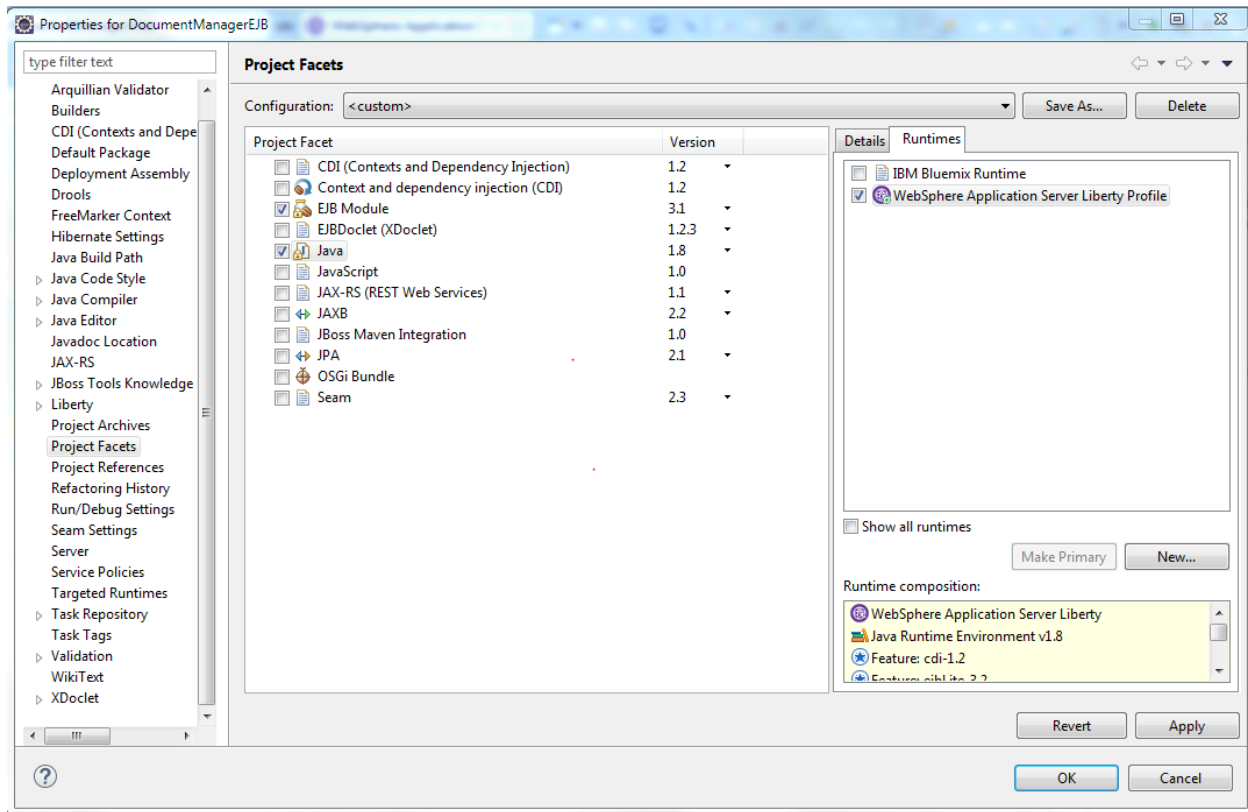 Properties for DocumentManagerEJB
type filter text
Arquillian Validator
Builders
CDI (Contexts and Depe
Default Package
Deployment Assembly
Drools
FreeMarker Context
Hibernate Settings
Java Build Path
Java Code Style
Java Compiler
Java Editor
Javadoc Location
JAX-RS
JBoss Tools Knowledge
Liberty
Project Archives
Project Facets
Project References
Refactoring History
Run/Debug Settings
Seam Settings
Server
Service Policies
Targeted Runtimes
Task Repository
Task Tags
Validation
WikiText
XDoclet
Project Facets
Configuration: <custom> Save As... Delete
Project Facet Version
CDI (Contexts and Dependency Injection) 1.2
Context and dependency injection (CDI) 1.2
EJB Module 3.1
EJBDoclet (XDoclet) 1.2.3
Java 1.8
JavaScript 1.0
JAX-RS (REST Web Services) 1.1
JAXB 2.2
JBoss Maven Integration 1.0
JPA 2.1
OSGi Bundle
Seam 2.3
Details Runtimes
IBM Bluemix Runtime
WebSphere Application Server Liberty Profile
Show all runtimes
Make Primary New...
Runtime composition:
WebSphere Application Server Liberty
Java Runtime Environment v1.8
Feature: cdi-1.2
Feature: ejbLite-3.2
Revert Apply
OK Cancel